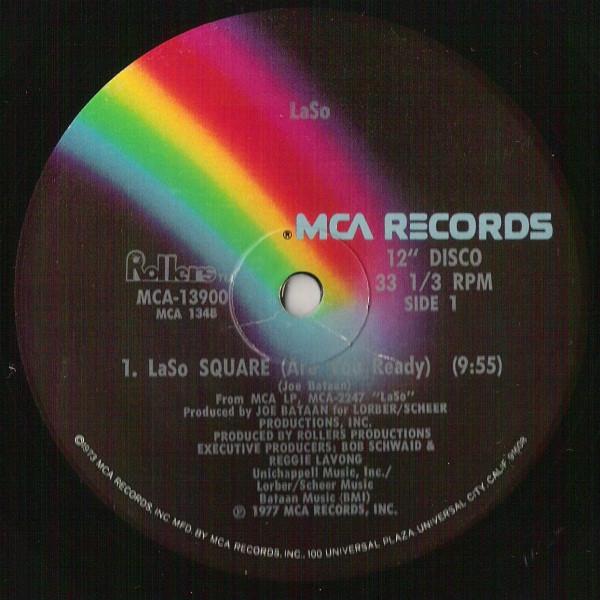 LaSo
® MCA RECORDS
Rollers™
12" DISCO
MCA-13900
33 1/3 RPM
MCA 1348
SIDE 1
1. LaSo SQUARE (Are You Ready) (9:55)
(Joe Bataan)
From MCA LP, MCA-2247 "LaSo"
Produced by JOE BATAAN for LORBER/SCHEER
PRODUCTIONS, INC.
PRODUCED BY ROLLERS PRODUCTIONS
EXECUTIVE PRODUCERS; BOB SCHWAID &
REGGIE LAVONG
Unichappell Music, Inc./
Lorber/Scheer Music
Bataan Music (BMI)
℗ 1977 MCA RECORDS, INC.
©1973 MCA RECORDS, INC. MFD. BY MCA RECORDS, INC., 100 UNIVERSAL PLAZA, UNIVERSAL CITY, CALIF. 91608